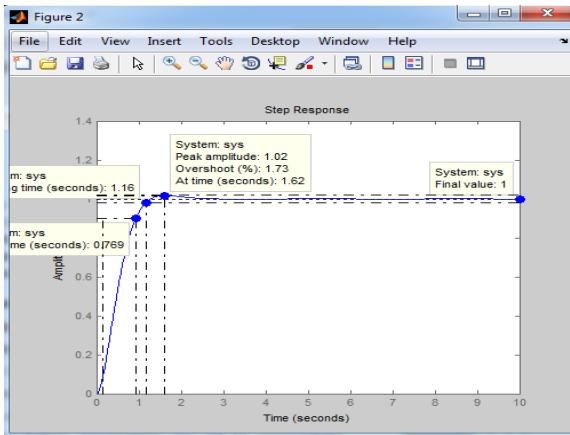 Figure 2
File Edit View Insert Tools Desktop Window Help
Step Response
1.4
1.2
1
0.6
0.4
0.2
0
System: sys
Peak amplitude: 1.02
Overshoot (%): 1.73
At time (seconds): 1.62
m: sys
g time (seconds): 1.16
System: sys
Final value: 1
m: sys
me (seconds): 0.769
Ampli
0 1 2 3 4 5 6 7 8 9 10
Time (seconds)